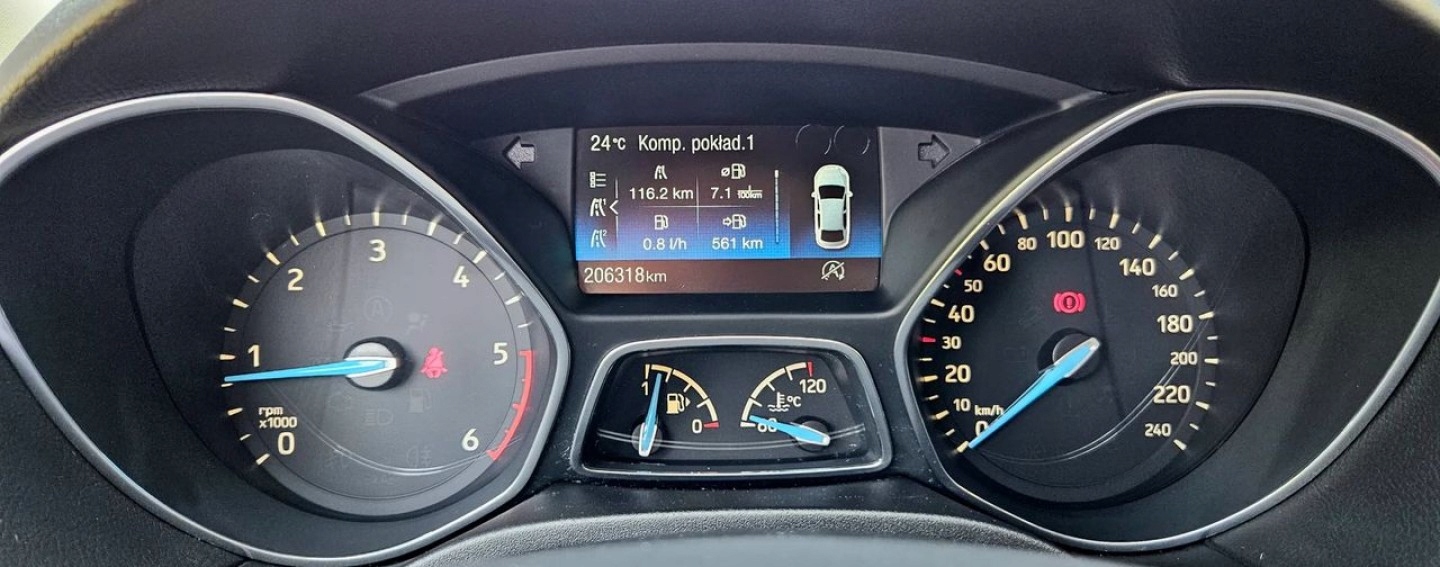 24°C Komp. pokład.1
116.2 km 7.1 l/100km
0.8 l/h 561 km
206318 km
0 1 2 3 4 5 6
rpm
x1000
1 0
60 120
°C
0 10 20 30 40 50 60 80 100 120 140 160 180 200 220 240
km/h